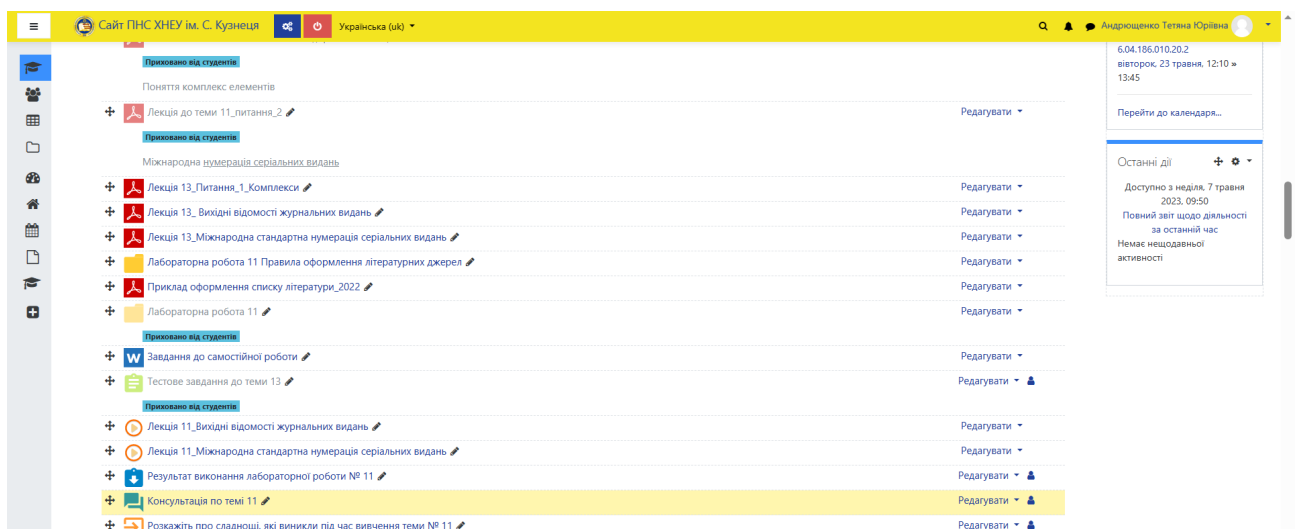 Сайт ПНС ХНЕУ ім. С. Кузнеця Українська (uk) Андрющенко Тетяна Юріївна
Приховано від студентів
Поняття комплекс елементів
Лекція до теми 11_питання_2 Редагувати
Приховано від студентів
Міжнародна нумерація серіальних видань
Лекція 13_Питання_1_Комплекси Редагувати
Лекція 13_ Вихідні відомості журнальних видань Редагувати
Лекція 13_Міжнародна стандартна нумерація серіальних видань Редагувати
Лабораторна робота 11 Правила оформлення літературних джерел Редагувати
Приклад оформлення списку літератури_2022 Редагувати
Лабораторна робота 11 Редагувати
Приховано від студентів
W Завдання до самостійної роботи Редагувати
Тестове завдання до теми 13 Редагувати
Приховано від студентів
Лекція 11_Вихідні відомості журнальних видань Редагувати
Лекція 11_Міжнародна стандартна нумерація серіальних видань Редагувати
Результат виконання лабораторної роботи № 11 Редагувати
Консультація по темі 11 Редагувати
Розкажіть про сладнощі, які виникли під час вивчення теми № 11 Редагувати
6.04.186.010.20.2
вівторок, 23 травня, 12:10 »
13:45
Перейти до календаря...
Останні дії
Доступно з неділя, 7 травня
2023, 09:50
Повний звіт щодо діяльності
за останній час
Немає нещодавньої
активності